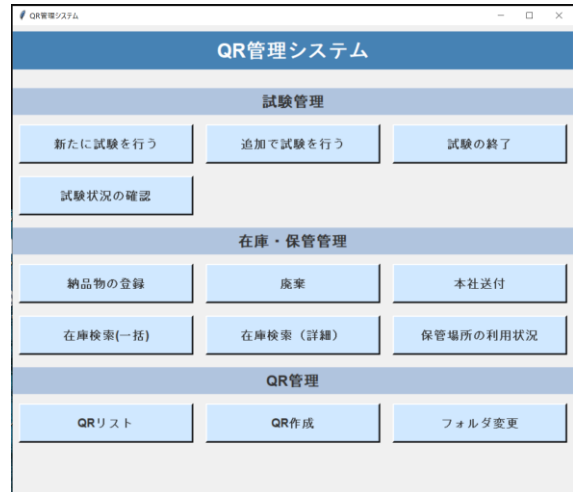 QR管理システム
QR管理システム
試験管理
新たに試験を行う 追加で試験を行う 試験の終了
試験状況の確認
在庫・保管管理
納品物の登録 廃棄 本社送付
在庫検索(一括) 在庫検索（詳細） 保管場所の利用状況
QR管理
QRリスト QR作成 フォルダ変更